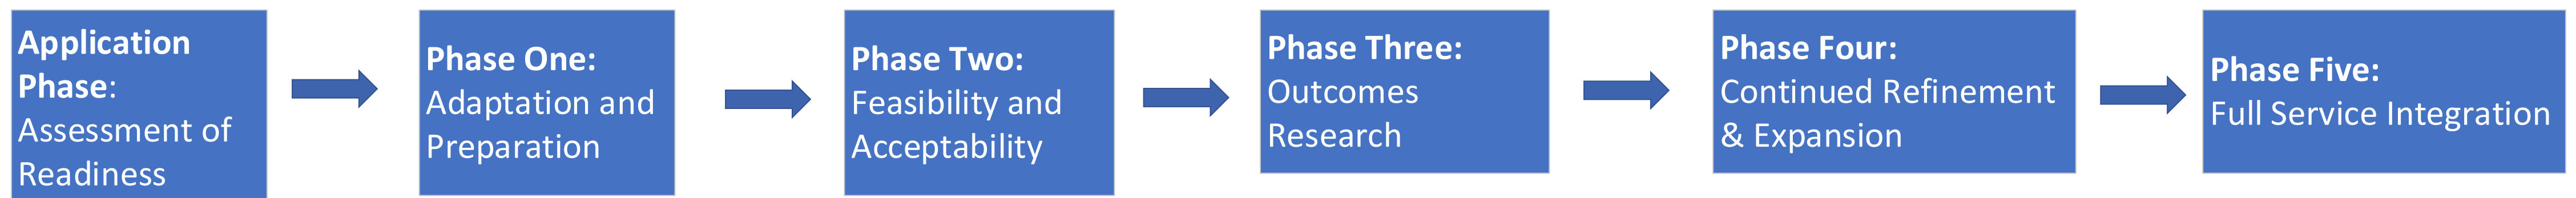 Application
Phase:
Assessment of
Readiness
Phase One:
Adaptation and
Preparation
Phase Two:
Feasibility and
Acceptability
Phase Three:
Outcomes
Research
Phase Four:
Continued Refinement
& Expansion
Phase Five:
Full Service Integration